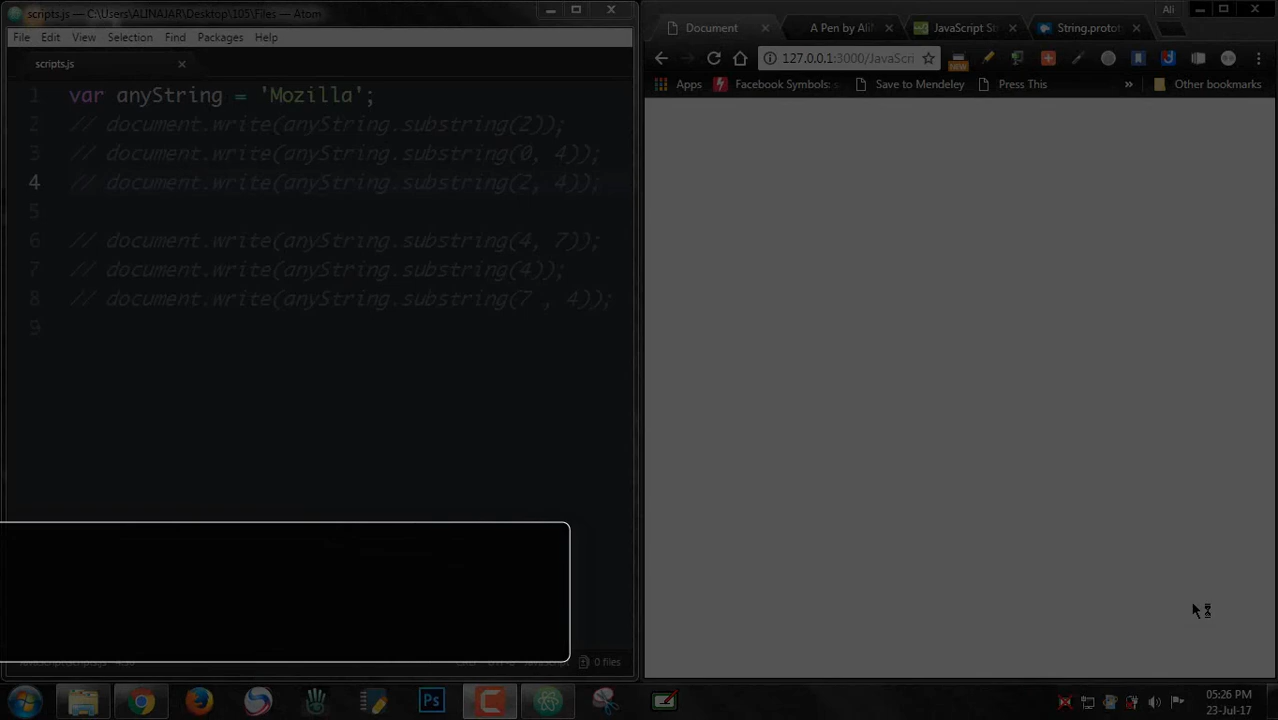 scripts.js — C:\Users\ALINAJAR\Desktop\105\Files — Atom
File Edit View Selection Find Packages Help
scripts.js
1 var anyString = 'Mozilla';
2 // document.write(anyString.substring(2));
3 // document.write(anyString.substring(0, 4));
4 // document.write(anyString.substring(2, 4));
5
6 // document.write(anyString.substring(4, 7));
7 // document.write(anyString.substring(4));
8 // document.write(anyString.substring(7 , 4));
9
0 files
Ali
Document A Pen by Ali JavaScript St String.protot
127.0.0.1:3000/JavaScri
NEW
Apps Facebook Symbols Save to Mendeley Press This » Other bookmarks
Ps
05:26 PM
23-Jul-17